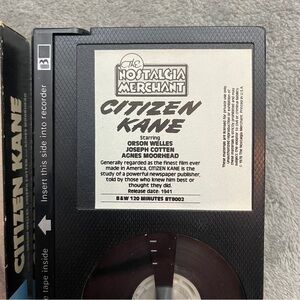 The
NOSTALGIA
MERCHANT
CITIZEN
KANE
Starring
ORSON WELLES
JOSEPH COTTEN
AGNES MOORHEAD
Generally regarded as the finest film ever
made in America, CITIZEN KANE is the
study of a powerful newspaper publisher,
told by those who knew him best or
thought they did.
Release date: 1941
B&W 120 MINUTES BT8002
B
Insert this side into recorder
tape inside
CITIZEN KANE